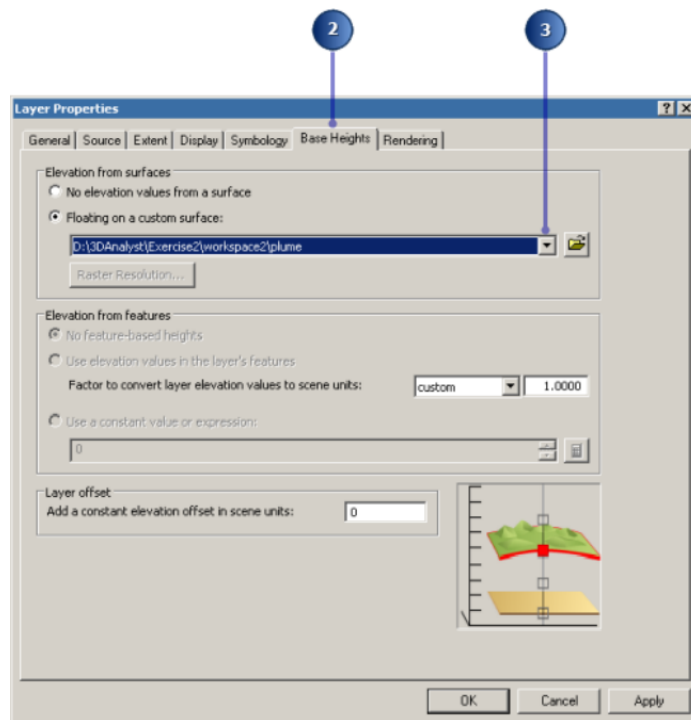 2 3
Layer Properties
General Source Extent Display Symbology Base Heights Rendering
Elevation from surfaces
No elevation values from a surface
Floating on a custom surface:
D:\3DAnalyst\Exercise2\workspace2\plume
Raster Resolution...
Elevation from features
No feature-based heights
Use elevation values in the layer's features
Factor to convert layer elevation values to scene units: custom 1.0000
Use a constant value or expression:
0
Layer offset
Add a constant elevation offset in scene units: 0
OK Cancel Apply